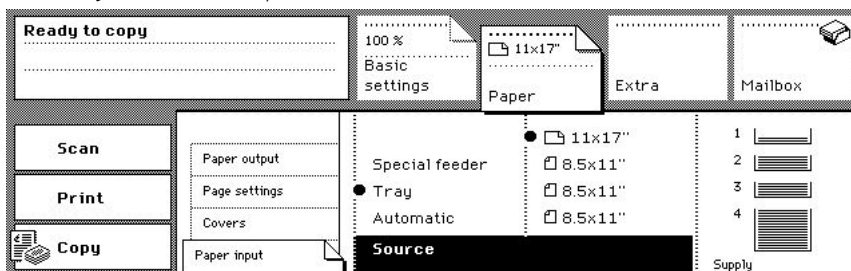 Ready to copy
100 %
Basic
settings
11x17"
Paper
Extra
Mailbox
Scan
Print
Copy
Paper output
Page settings
Covers
Paper input
Special feeder
Tray
Automatic
Source
11x17"
8.5x11"
8.5x11"
8.5x11"
1
2
3
4
Supply